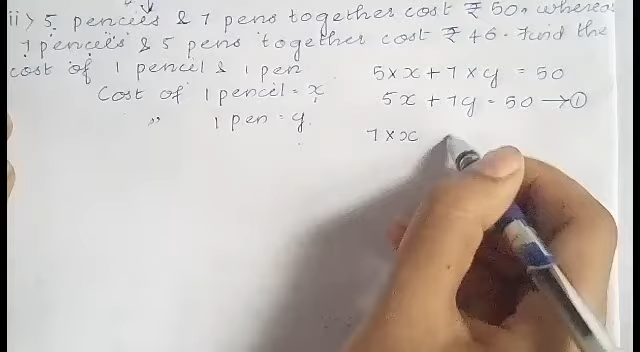 ii) 5 pencils & 7 pens together cost ₹ 50, whereas
7 pencils & 5 pens together cost ₹ 46. Find the
cost of 1 pencil & 1 pen
5 × x + 7 × y = 50
Cost of 1 pencil = x
5x + 7y = 50 → ①
" 1 pen = y.
7 × x